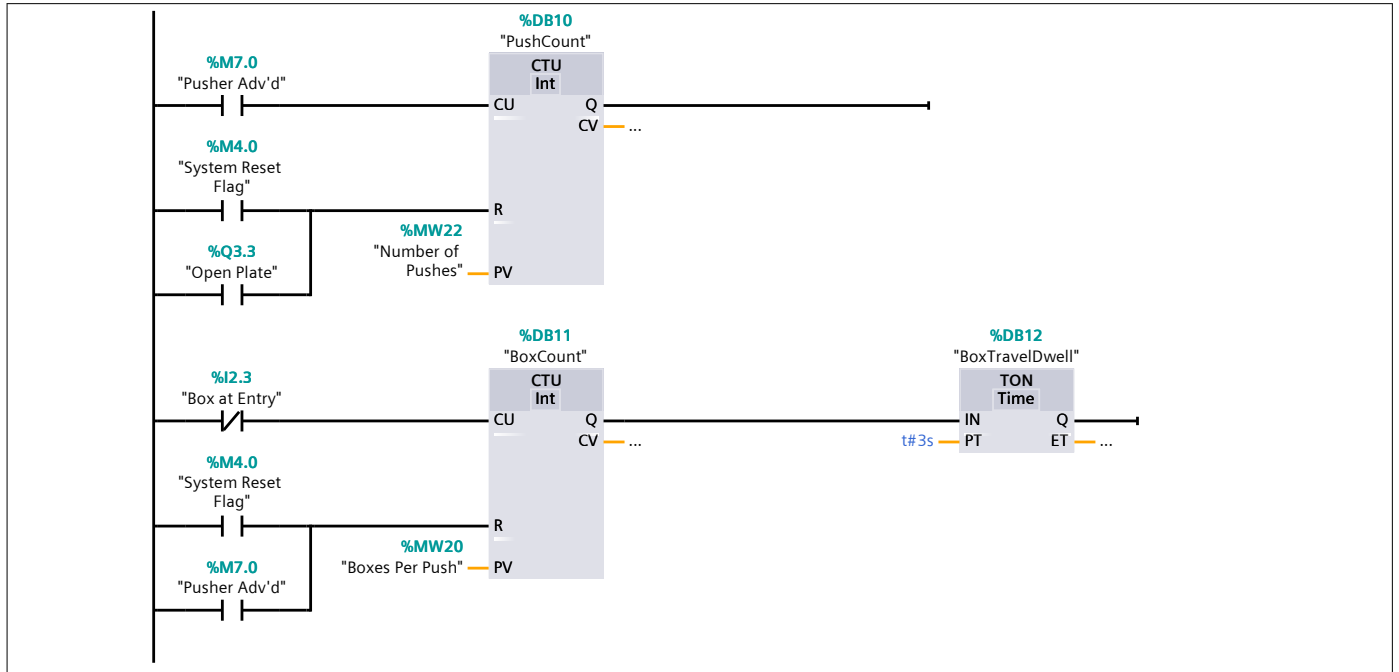 %DB10
"PushCount"
CTU
Int
%M7.0
"Pusher Adv'd"
CU
Q
CV
...
%M4.0
"System Reset
Flag"
R
%MW22
"Number of
Pushes"
PV
%Q3.3
"Open Plate"
%DB11
"BoxCount"
CTU
Int
%DB12
"BoxTravelDwell"
TON
Time
%I2.3
"Box at Entry"
CU
Q
CV
...
IN
Q
t#3s
PT
ET
...
%M4.0
"System Reset
Flag"
R
%MW20
"Boxes Per Push"
PV
%M7.0
"Pusher Adv'd"